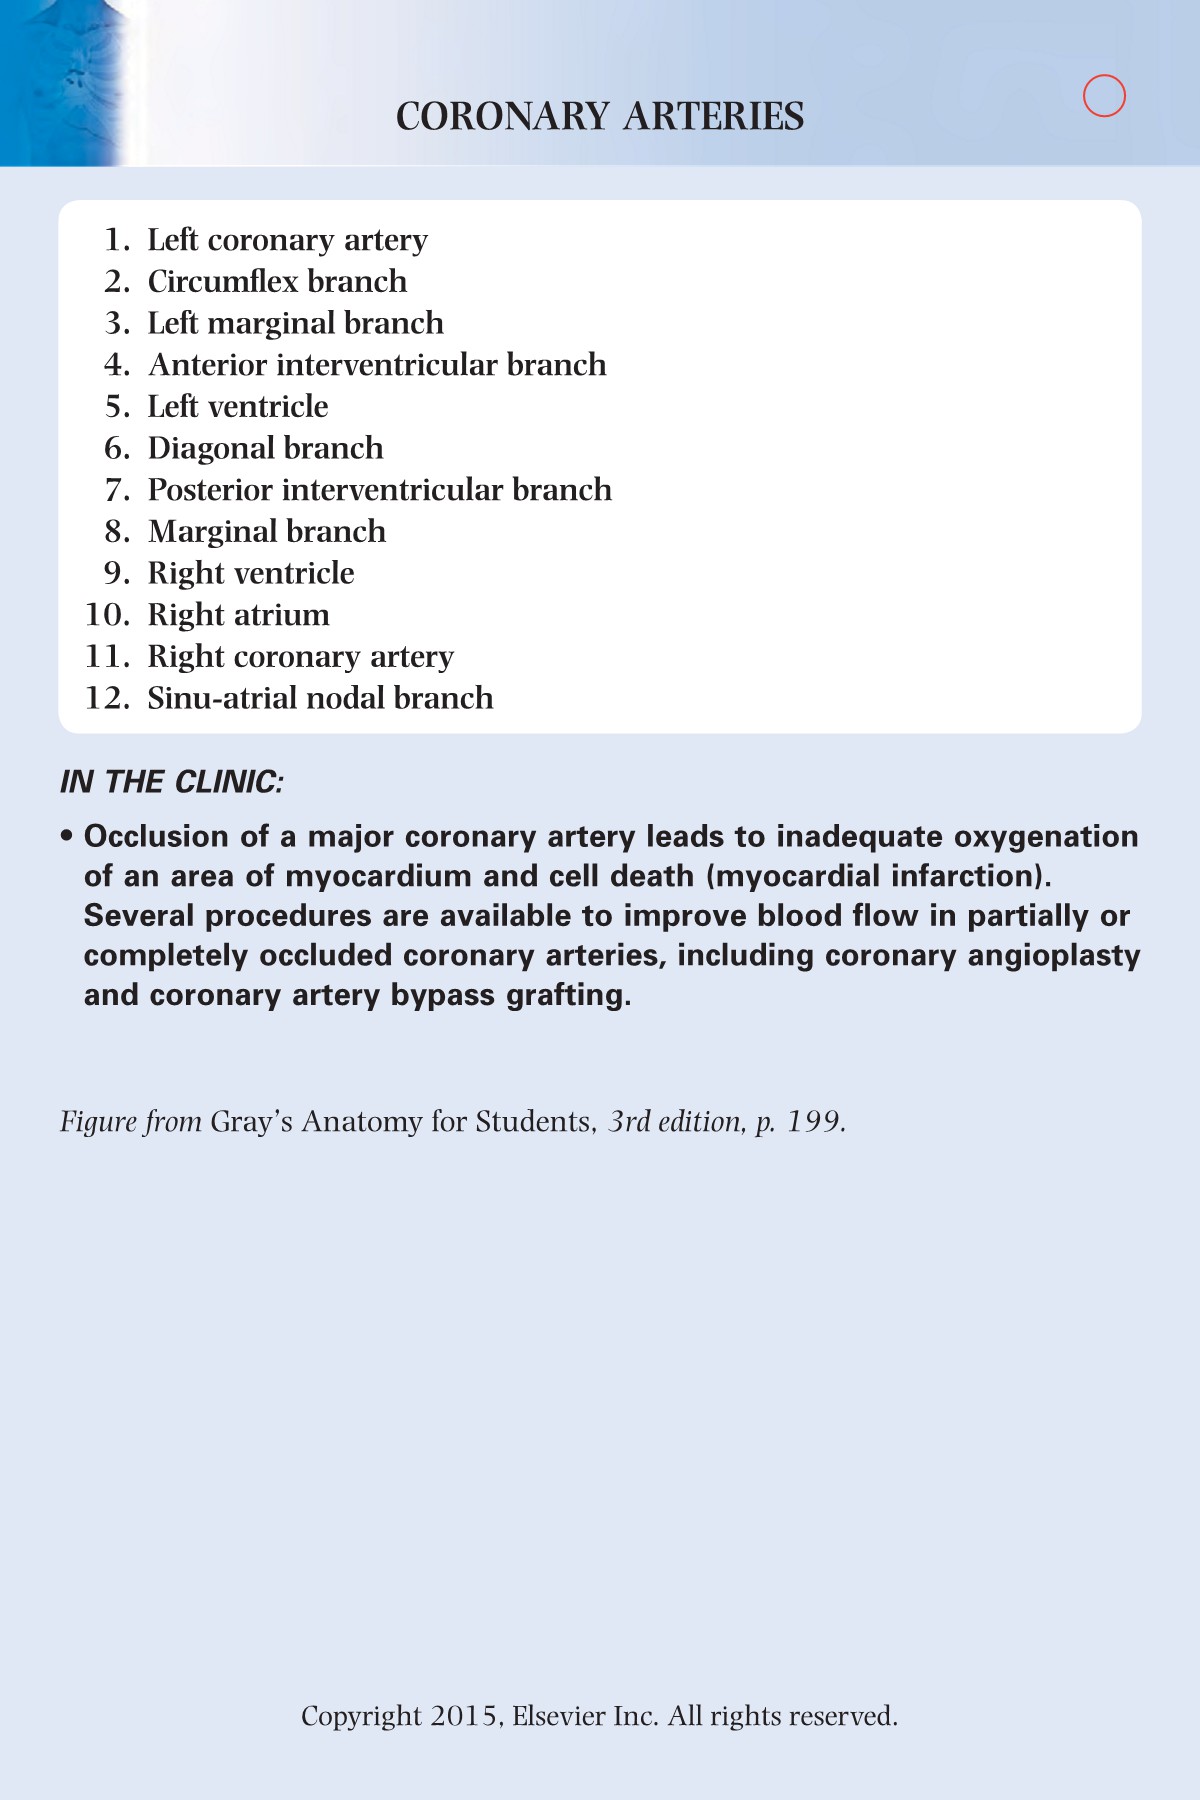 CORONARY ARTERIES
1. Left coronary artery
2. Circumflex branch
3. Left marginal branch
4. Anterior interventricular branch
5. Left ventricle
6. Diagonal branch
7. Posterior interventricular branch
8. Marginal branch
9. Right ventricle
10. Right atrium
11. Right coronary artery
12. Sinu-atrial nodal branch
IN THE CLINIC:
• Occlusion of a major coronary artery leads to inadequate oxygenation
of an area of myocardium and cell death (myocardial infarction).
Several procedures are available to improve blood flow in partially or
completely occluded coronary arteries, including coronary angioplasty
and coronary artery bypass grafting.
Figure from Gray's Anatomy for Students, 3rd edition, p. 199.
Copyright 2015, Elsevier Inc. All rights reserved.